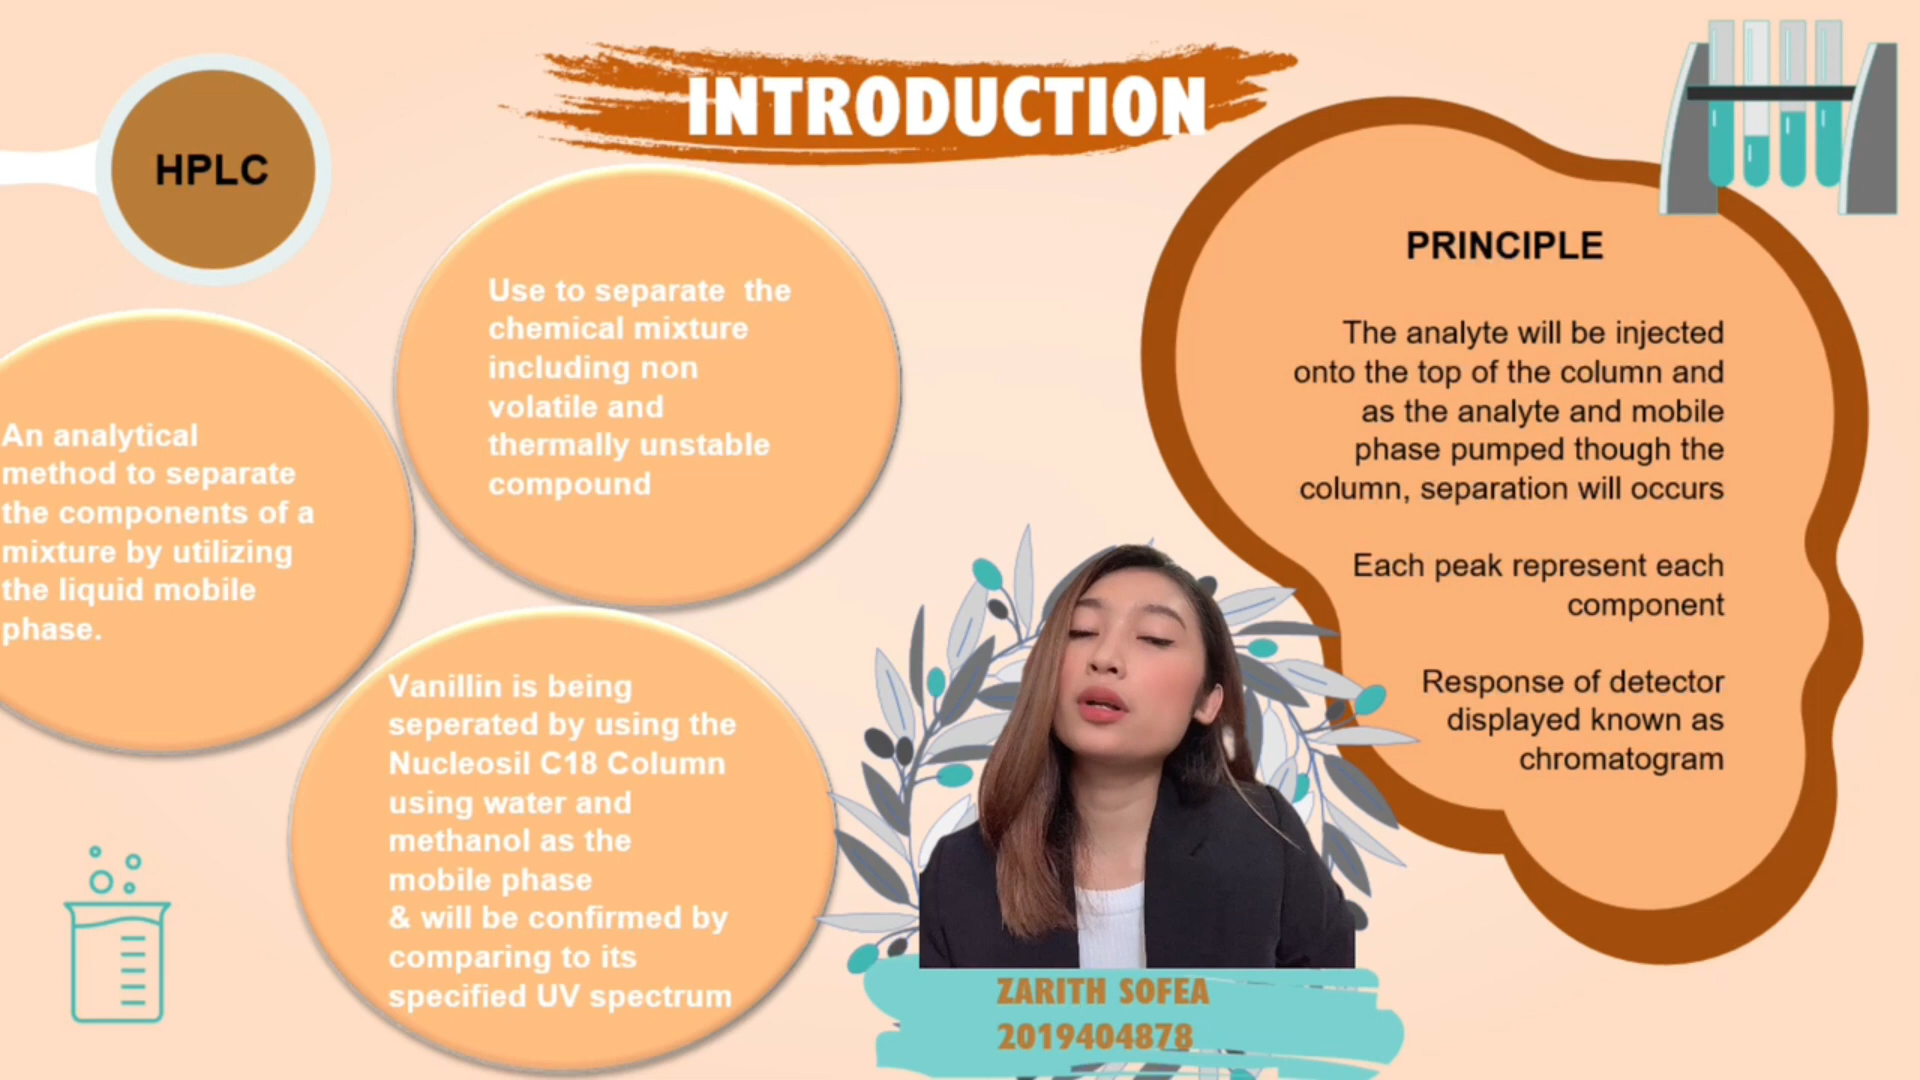 INTRODUCTION
HPLC
An analytical
method to separate
the components of a
mixture by utilizing
the liquid mobile
phase.
Use to separate  the
chemical mixture
including non
volatile and
thermally unstable
compound
Vanillin is being
seperated by using the
Nucleosil C18 Column
using water and
methanol as the
mobile phase
& will be confirmed by
comparing to its
specified UV spectrum
PRINCIPLE
The analyte will be injected
onto the top of the column and
as the analyte and mobile
phase pumped though the
column, separation will occurs
Each peak represent each
component
Response of detector
displayed known as
chromatogram
ZARITH SOFEA
2019404878